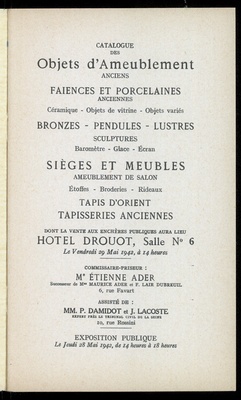 CATALOGUE
DES
Objets d'Ameublement
ANCIENS
FAIENCES ET PORCELAINES
ANCIENNES
Céramique - Objets de vitrine - Objets variés
BRONZES - PENDULES - LUSTRES
SCULPTURES
Baromètre - Glace - Écran
SIÈGES ET MEUBLES
AMEUBLEMENT DE SALON
Étoffes - Broderies - Rideaux
TAPIS D'ORIENT
TAPISSERIES ANCIENNES
DONT LA VENTE AUX ENCHÈRES PUBLIQUES AURA LIEU
HOTEL DROUOT, Salle No 6
Le Vendredi 29 Mai 1942, à 14 heures
COMMISSAIRE-PRISEUR :
Me ÉTIENNE ADER
Successeur de Mes MAURICE ADER et F. LAIR DUBREUIL
6, rue Favart
ASSISTÉ DE :
MM. P. DAMIDOT et J. LACOSTE
EXPERT PRÈS LE TRIBUNAL CIVIL DE LA SEINE
10, rue Rossini
EXPOSITION PUBLIQUE
Le Jeudi 28 Mai 1942, de 14 heures à 18 heures